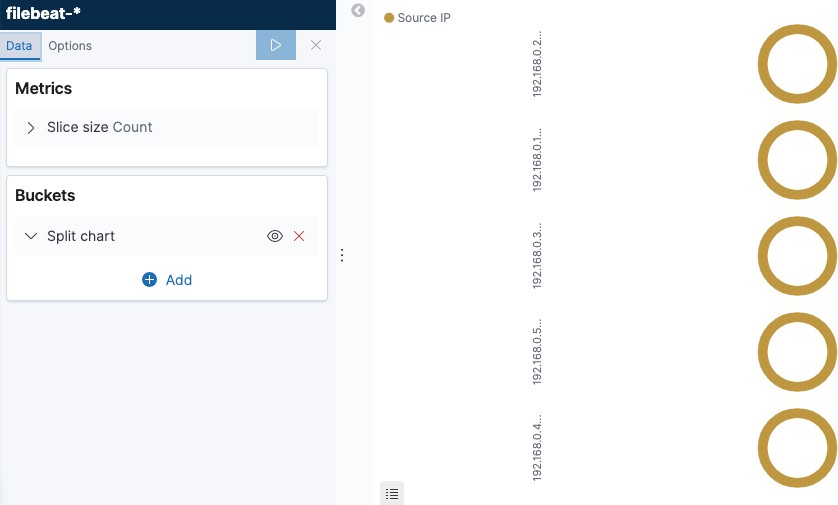 filebeat-*
Data Options
Metrics
Slice size Count
Buckets
Split chart
Add
Source IP
192.168.0.2...
192.168.0.1...
192.168.0.3...
192.168.0.5...
192.168.0.4...